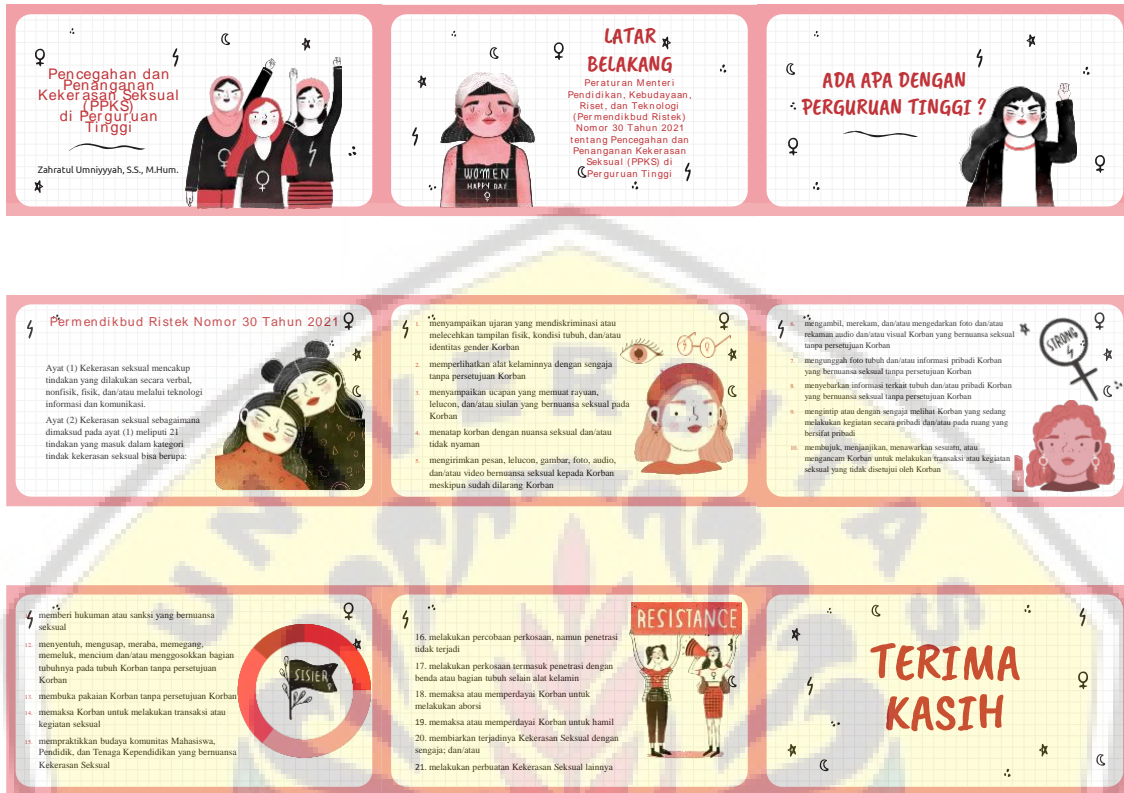 Pencegahan dan
Penanganan
Kekerasan Seksual
(PPKS)
di Perguruan
Tinggi
Zahratul Umniyyyah, S.S., M.Hum.
LATAR
BELAKANG
Peraturan Menteri
Pendidikan, Kebudayaan,
Riset, dan Teknologi
(Permendikbud Ristek)
Nomor 30 Tahun 2021
tentang Pencegahan dan
Penanganan Kekerasan
Seksual (PPKS) di
Perguruan Tinggi
WOMEN
HAPPY DAY
ADA APA DENGAN
PERGURUAN TINGGI ?
Permendikbud Ristek Nomor 30 Tahun 2021
Ayat (1) Kekerasan seksual mencakup
tindakan yang dilakukan secara verbal,
nonfisik, fisik, dan/atau melalui teknologi
informasi dan komunikasi.
Ayat (2) Kekerasan seksual sebagaimana
dimaksud pada ayat (1) meliputi 21
tindakan yang masuk dalam kategori
tindak kekerasan seksual bisa berupa:
1. menyampaikan ujaran yang mendiskriminasi atau
melecehkan tampilan fisik, kondisi tubuh, dan/atau
identitas gender Korban
2. memperlihatkan alat kelaminnya dengan sengaja
tanpa persetujuan Korban
3. menyampaikan ucapan yang memuat rayuan,
lelucon, dan/atau siulan yang bernuansa seksual pada
Korban
4. menatap korban dengan nuansa seksual dan/atau
tidak nyaman
5. mengirimkan pesan, lelucon, gambar, foto, audio,
dan/atau video bernuansa seksual kepada Korban
meskipun sudah dilarang Korban
6. mengambil, merekam, dan/atau mengedarkan foto dan/atau
rekaman audio dan/atau visual Korban yang bernuansa seksual
tanpa persetujuan Korban
7. mengunggah foto tubuh dan/atau informasi pribadi Korban
yang bernuansa seksual tanpa persetujuan Korban
8. menyebarkan informasi terkait tubuh dan/atau pribadi Korban
yang bernuansa seksual tanpa persetujuan Korban
9. mengintip atau dengan sengaja melihat Korban yang sedang
melakukan kegiatan secara pribadi dan/atau pada ruang yang
bersifat pribadi
10. membujuk, menjanjikan, menawarkan sesuatu, atau
mengancam Korban untuk melakukan transaksi atau kegiatan
seksual yang tidak disetujui oleh Korban
STRONG
memberi hukuman atau sanksi yang bernuansa
seksual
12. menyentuh, mengusap, meraba, memegang,
memeluk, mencium dan/atau menggosokkan bagian
tubuhnya pada tubuh Korban tanpa persetujuan
Korban
13. membuka pakaian Korban tanpa persetujuan Korban
14. memaksa Korban untuk melakukan transaksi atau
kegiatan seksual
15. mempraktikkan budaya komunitas Mahasiswa,
Pendidik, dan Tenaga Kependidikan yang bernuansa
Kekerasan Seksual
SISTER
16. melakukan percobaan perkosaan, namun penetrasi
tidak terjadi
17. melakukan perkosaan termasuk penetrasi dengan
benda atau bagian tubuh selain alat kelamin
18. memaksa atau memperdayai Korban untuk
melakukan aborsi
19. memaksa atau memperdayai Korban untuk hamil
20. membiarkan terjadinya Kekerasan Seksual dengan
sengaja; dan/atau
21. melakukan perbuatan Kekerasan Seksual lainnya
RESISTANCE
TERIMA
KASIH